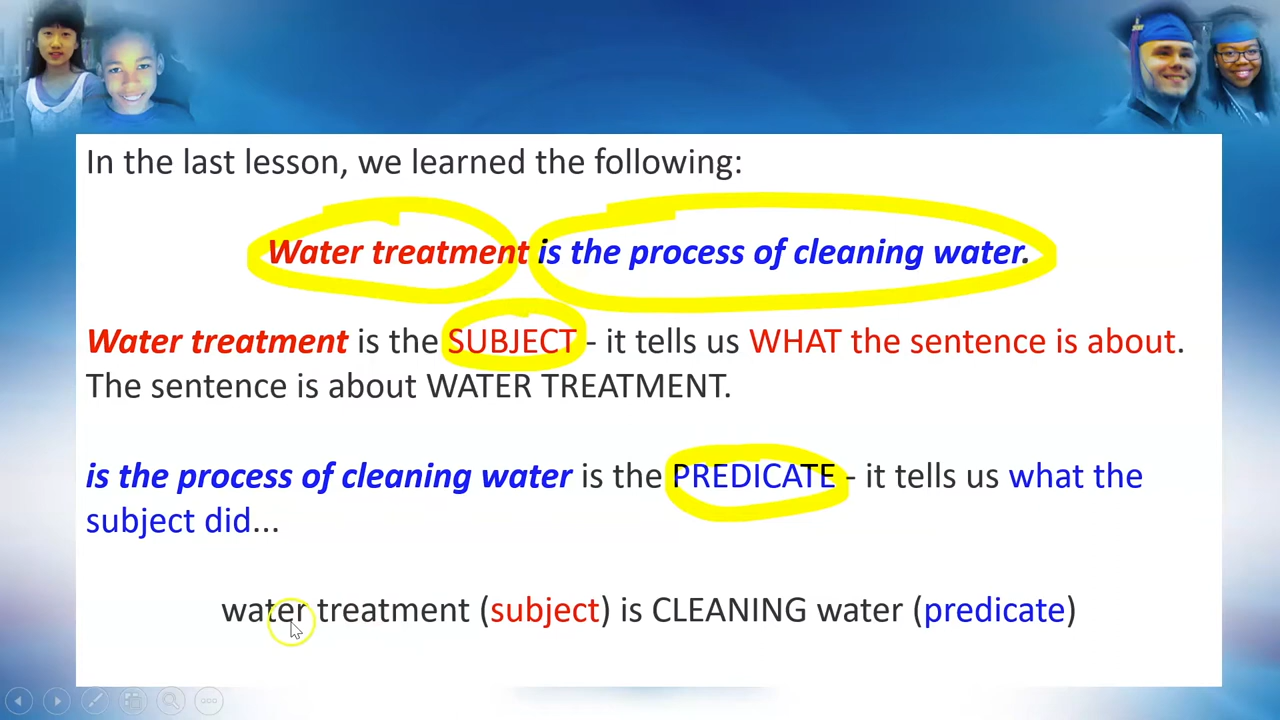 In the last lesson, we learned the following:
Water treatment is the process of cleaning water.
Water treatment is the SUBJECT - it tells us WHAT the sentence is about.
The sentence is about WATER TREATMENT.
is the process of cleaning water is the PREDICATE - it tells us what the
subject did...
water treatment (subject) is CLEANING water (predicate)